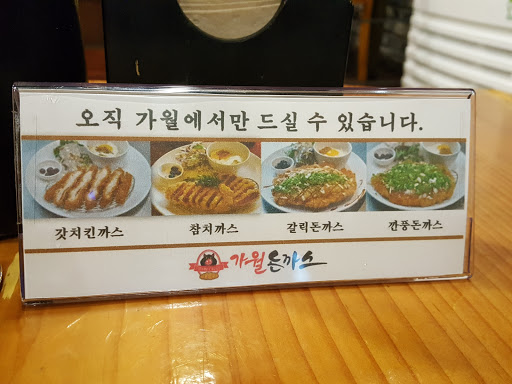 오직 가월에서만 드실 수 있습니다.
갓치킨까스 참치까스 갈릭돈까스 깐풍돈까스
가월돈까스